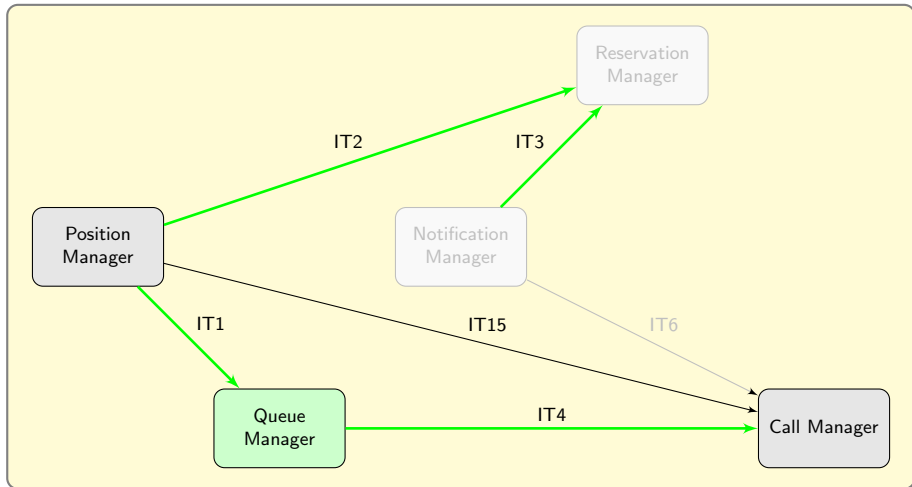 Reservation
Manager
IT2
IT3
Position
Manager
Notification
Manager
IT1
IT15
IT6
Queue
Manager
IT4
Call Manager